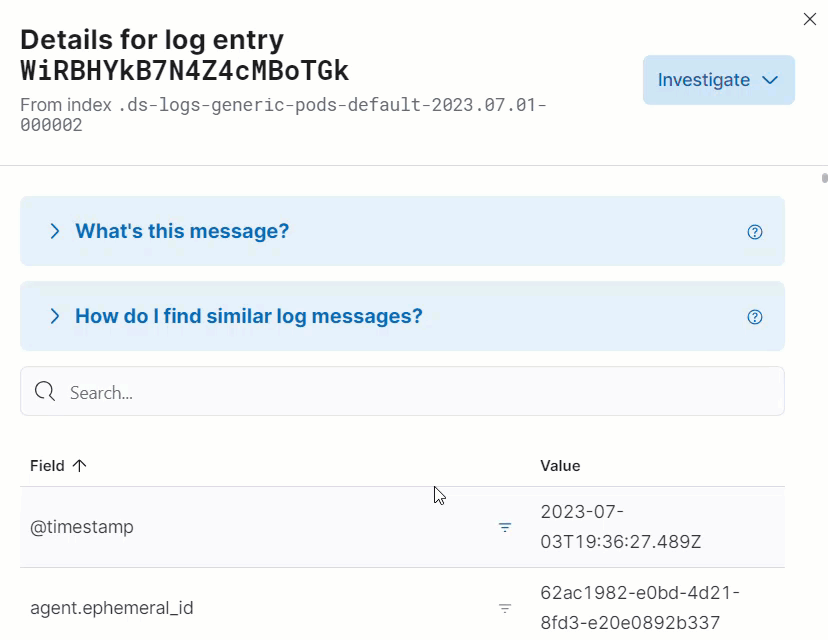 Details for log entry
WiRBHYkB7N4Z4cMBoTGk
From index .ds-logs-generic-pods-default-2023.07.01-
000002
Investigate
What's this message?
How do I find similar log messages?
Search...
Field
Value
@timestamp
2023-07-
03T19:36:27.489Z
agent.ephemeral_id
62ac1982-e0bd-4d21-
8fd3-e20e0892b337